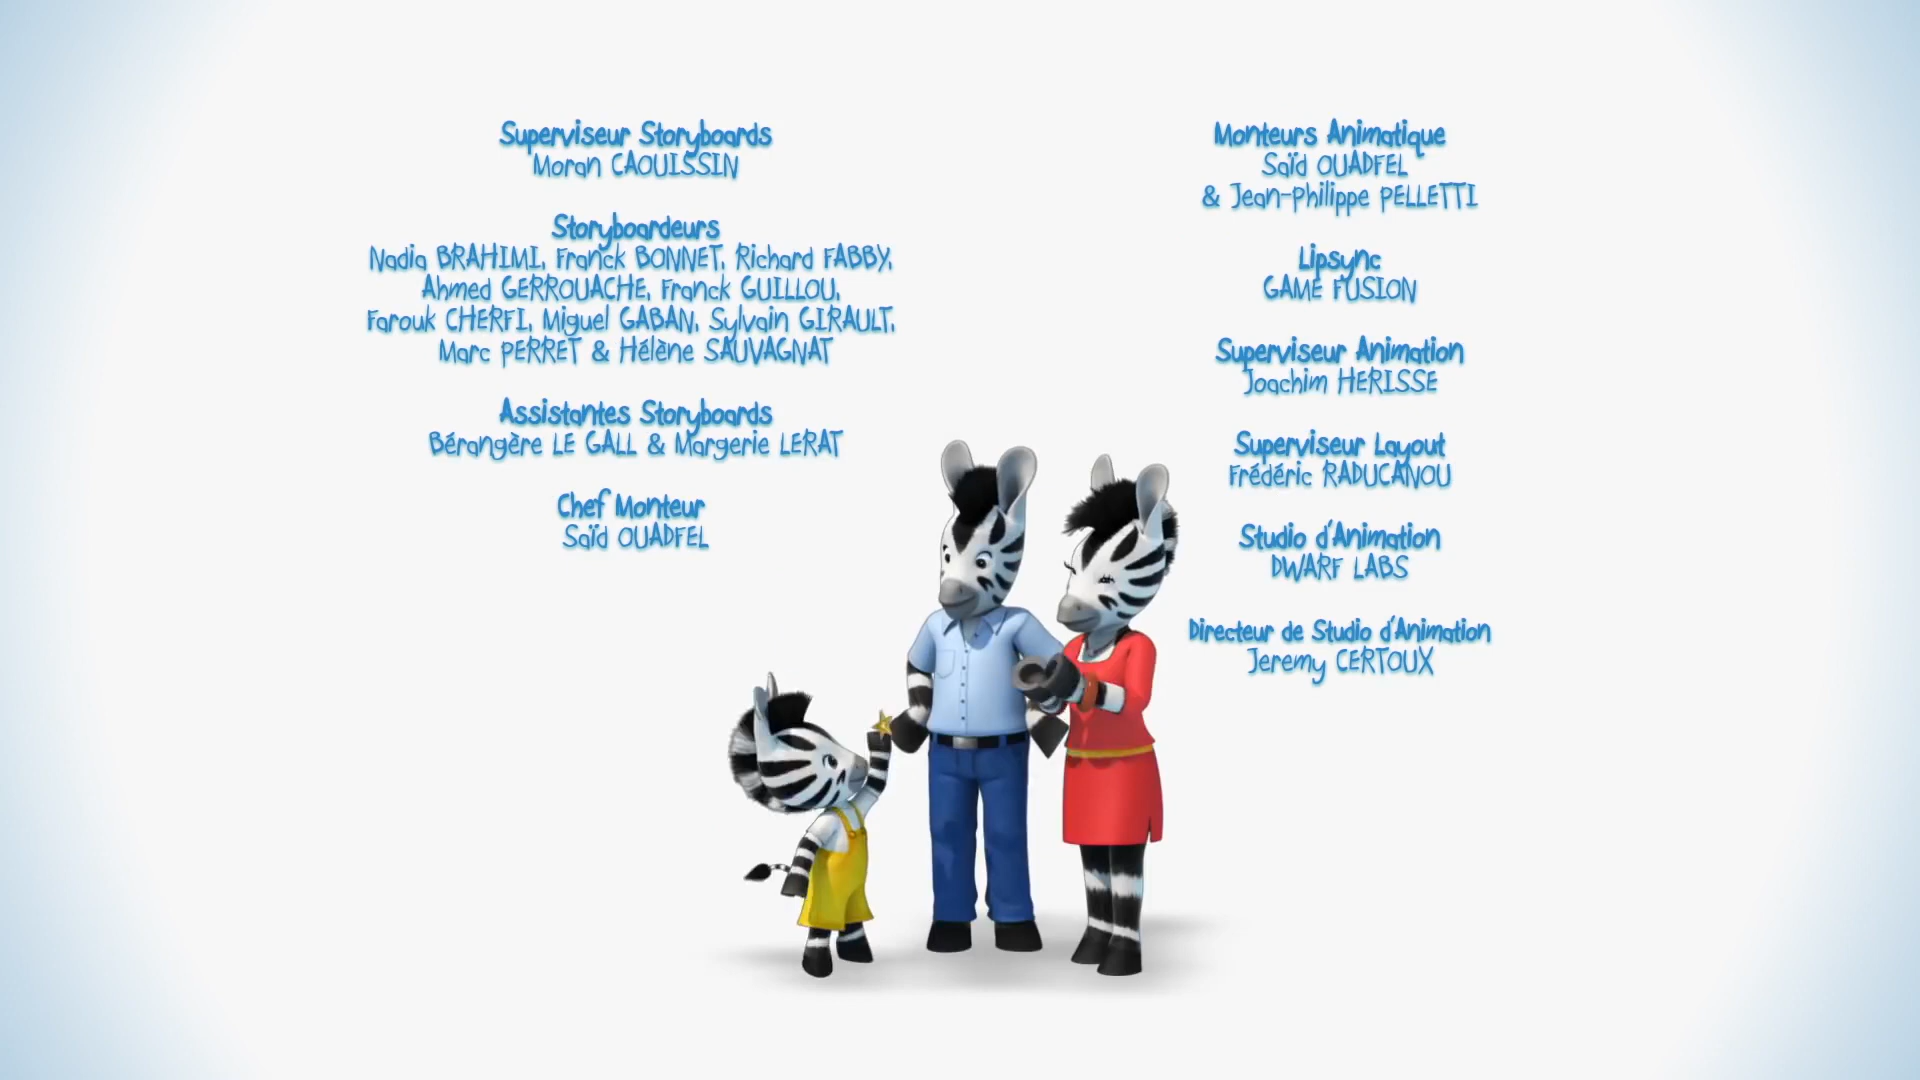 Superviseur Storyboards
Moran CAOUISSIN
Storyboardeurs
Nadia BRAHIMI, Franck BONNET, Richard FABBY,
Ahmed GERROUACHE, Franck GUILLOU,
Farouk CHERFI, Miguel GABAN, Sylvain GIRAULT,
Marc PERRET & Hélène SAUVAGNAT
Assistantes Storyboards
Bérangère LE GALL & Margerie LERAT
Chef Monteur
Saïd OUADFEL
Monteurs Animatique
Saïd OUADFEL
& Jean-Philippe PELLETTI
Lipsync
GAME FUSION
Superviseur Animation
Joachim HERISSE
Superviseur Layout
Frédéric RADUCANOU
Studio d'Animation
DWARF LABS
Directeur de Studio d'Animation
Jeremy CERTOUX